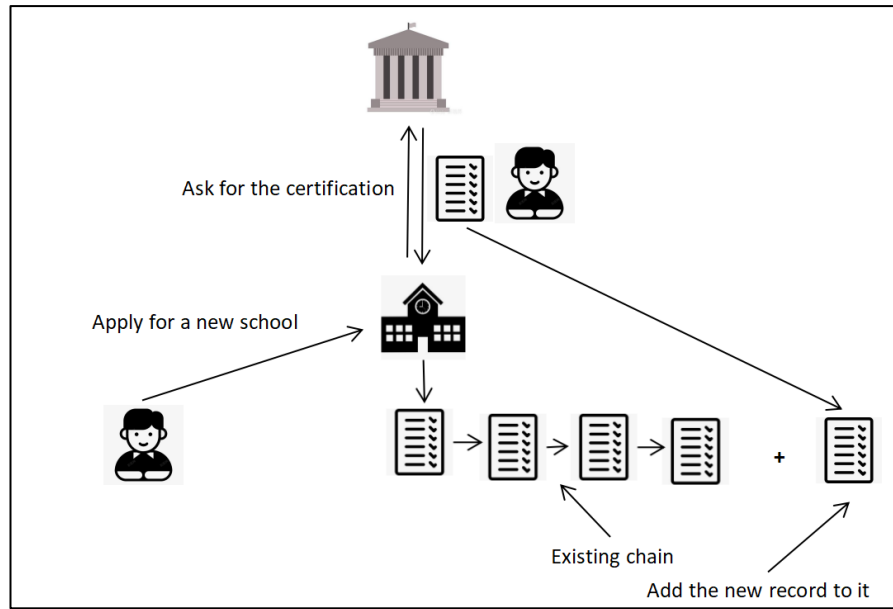 Ask for the certification
Apply for a new school
+
Existing chain
Add the new record to it